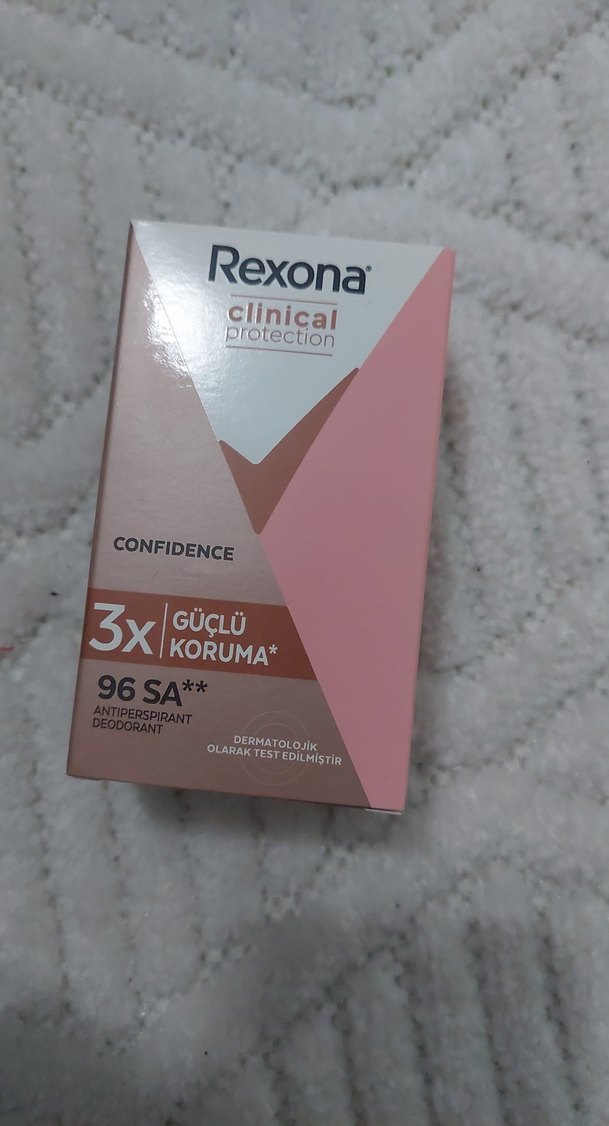 Rexona®
clinical
protection
CONFIDENCE
3x GÜÇLÜ
KORUMA*
96 SA**
ANTIPERSPIRANT
DEODORANT
DERMATOLOJİK
OLARAK TEST EDİLMİŞTİR